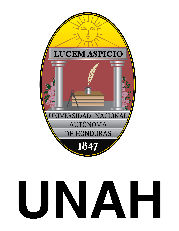 LUCEM ASPICIO
UNIVERSIDAD NACIONAL
AUTÓNOMA
DE HONDURAS
1847
UNAH